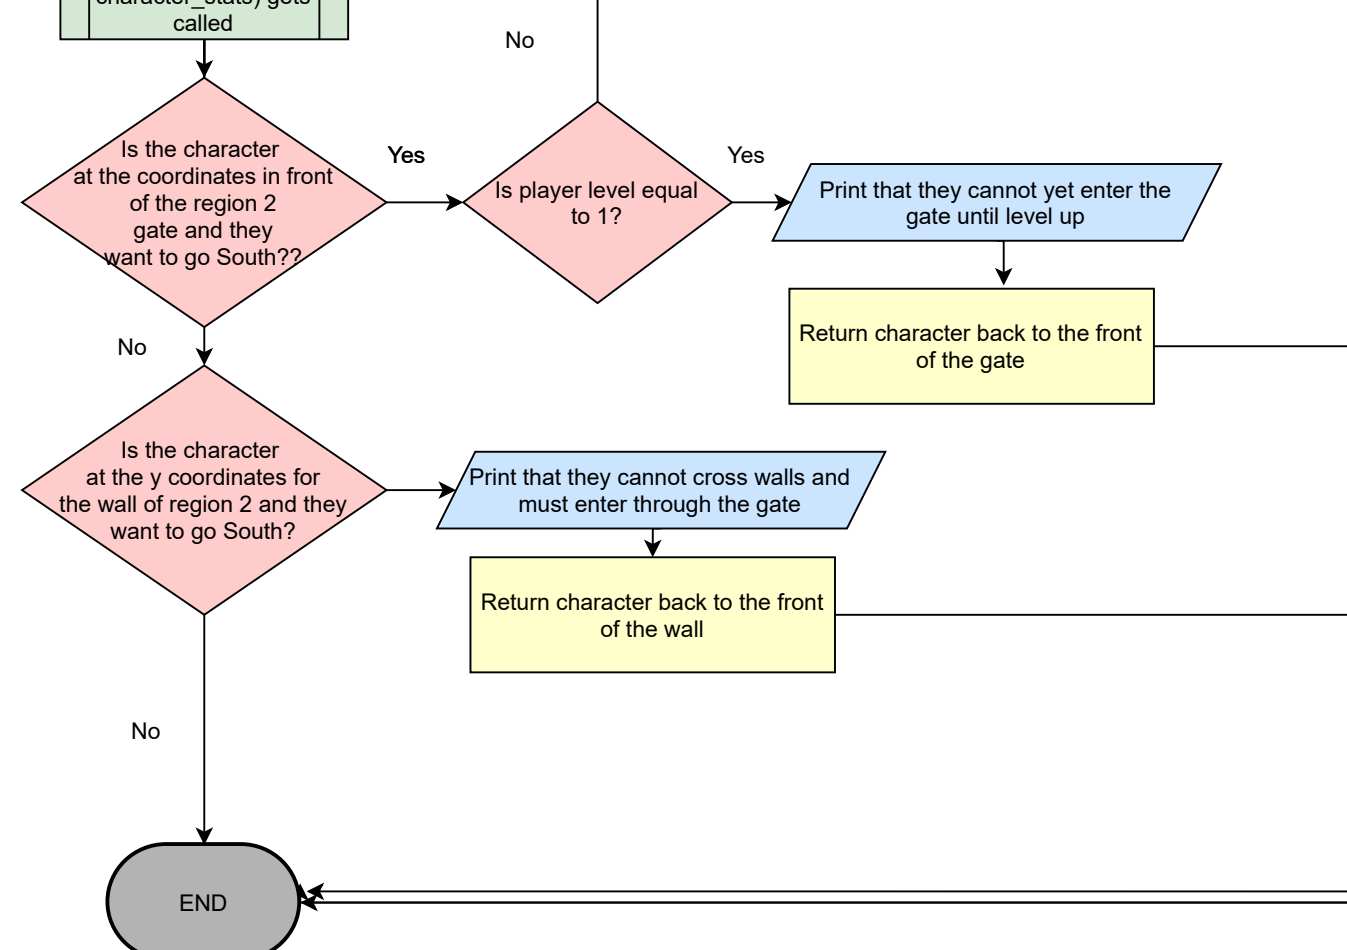 character_stats) gets
called
No
Is the character
at the coordinates in front
of the region 2
gate and they
want to go South??
Yes
Is player level equal
to 1?
Yes
Print that they cannot yet enter the
gate until level up
Return character back to the front
of the gate
No
Is the character
at the y coordinates for
the wall of region 2 and they
want to go South?
Print that they cannot cross walls and
must enter through the gate
Return character back to the front
of the wall
No
END